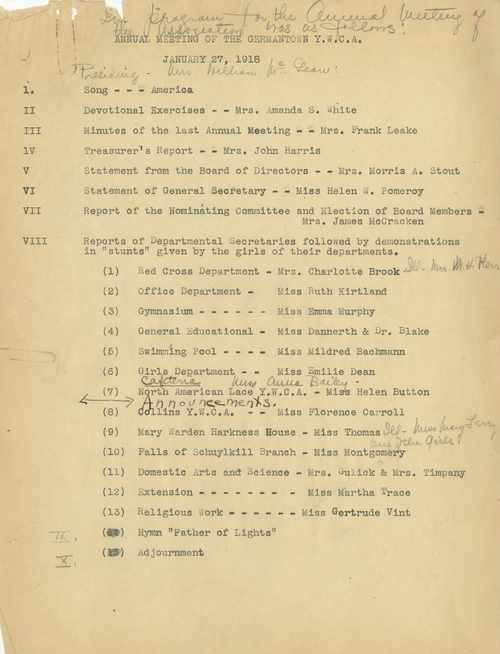 The program for the Annual Meeting of
the Association was as follows:
ANNUAL MEETING OF THE GERMANTOWN Y.W.C.A.
JANUARY 27, 1918
Presiding - Mrs William Mc Lean.
1. Song - - - America
II Devotional Exercises - - Mrs. Amanda S. White
III Minutes of the last Annual Meeting - - Mrs. Frank Leake
IV Treasurer's Report - - Mrs. John Harris
V Statement from the Board of Directors - - Mrs. Morris A. Stout
VI Statement of General Secretary - - Miss Helen W. Pomeroy
VII Report of the Nominating Committee and Election of Board Members -
Mrs. James McCracken
VIII Reports of Departmental Secretaries followed by demonstrations
in "stunts" given by the girls of their departments.
(1) Red Cross Department - Mrs. Charlotte Brook Ill - Mrs. M. H. Kerr
(2) Office Department - Miss Ruth Kirtland
(3) Gymnasium - - - - - - Miss Emma Murphy
(4) General Educational - Miss Dannerth & Dr. Blake
(5) Swimming Pool - - - - Miss Mildred Bachmann
(6) Girls Department - - Miss Emilie Dean
Cafeteria Miss Anna Bailey -
(7) North American Lace Y.W.C.A. - Miss Helen Button
Announcements.
(8) Collins Y.W.C.A. - - Miss Florence Carroll
(9) Mary Warden Harkness House - Miss Thomas Ill - Miss Mary Terry
one of the Girls
(10) Falls of Schuylkill Branch - Miss Montgomery
(11) Domestic Arts and Science - Mrs. Gulick & Mrs. Timpany
(12) Extension - - - - - - - Miss Martha Trace
(13) Religious Work - - - - - - Miss Gertrude Vint
IX. (14) Hymn "Father of Lights"
X. (15) Adjournment